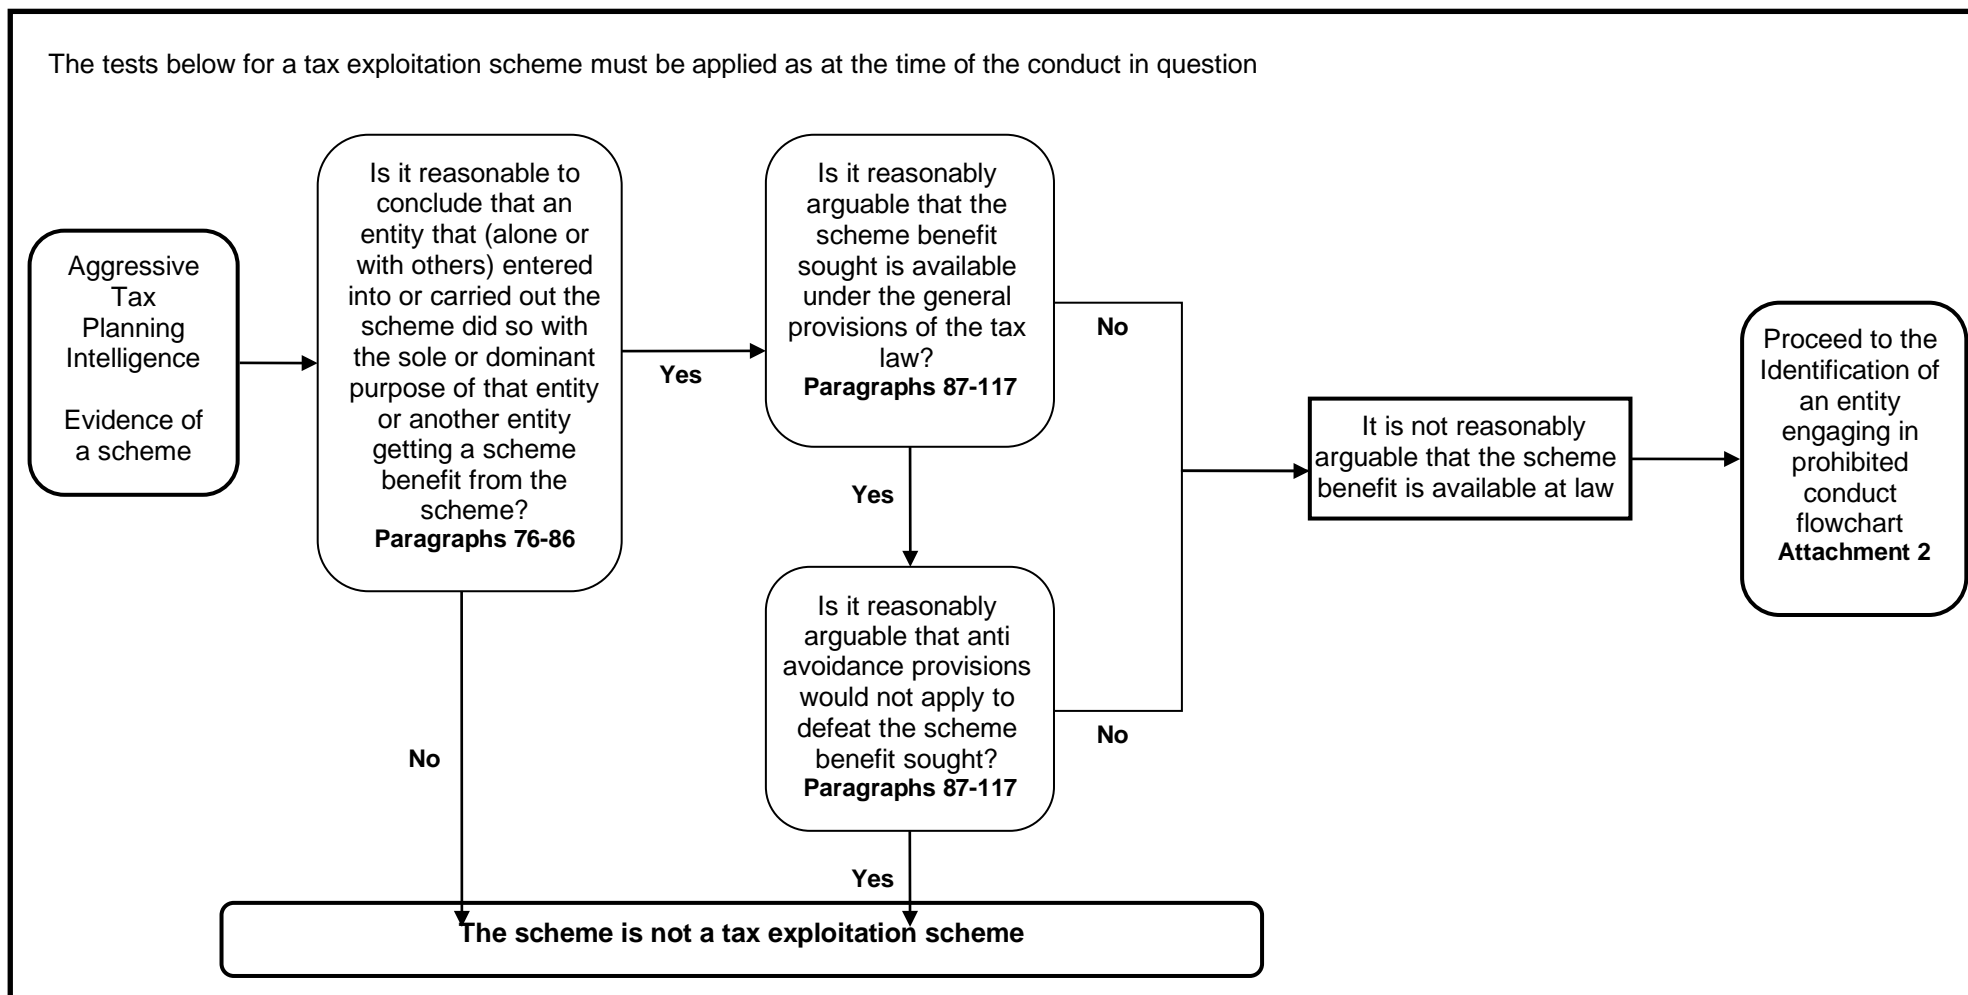 The tests below for a tax exploitation scheme must be applied as at the time of the conduct in question
Aggressive
Tax
Planning
Intelligence
Evidence of
a scheme
Is it reasonable to
conclude that an
entity that (alone or
with others) entered
into or carried out the
scheme did so with
the sole or dominant
purpose of that entity
or another entity
getting a scheme
benefit from the
scheme?
Paragraphs 76-86
Yes
No
Is it reasonably
arguable that the
scheme benefit
sought is available
under the general
provisions of the tax
law?
Paragraphs 87-117
No
Yes
Is it reasonably
arguable that anti
avoidance provisions
would not apply to
defeat the scheme
benefit sought?
Paragraphs 87-117
No
Yes
It is not reasonably
arguable that the scheme
benefit is available at law
Proceed to the
Identification of
an entity
engaging in
prohibited
conduct
flowchart
Attachment 2
The scheme is not a tax exploitation scheme